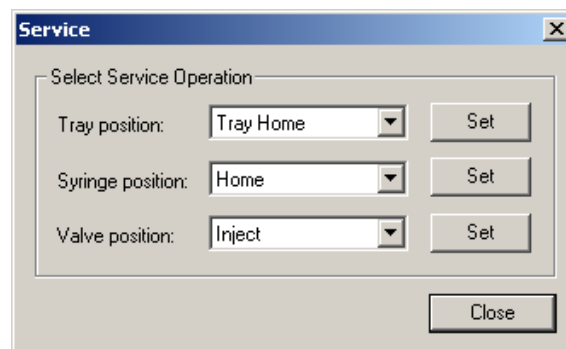 Service
Select Service Operation
Tray position: Tray Home Set
Syringe position: Home Set
Valve position: Inject Set
Close